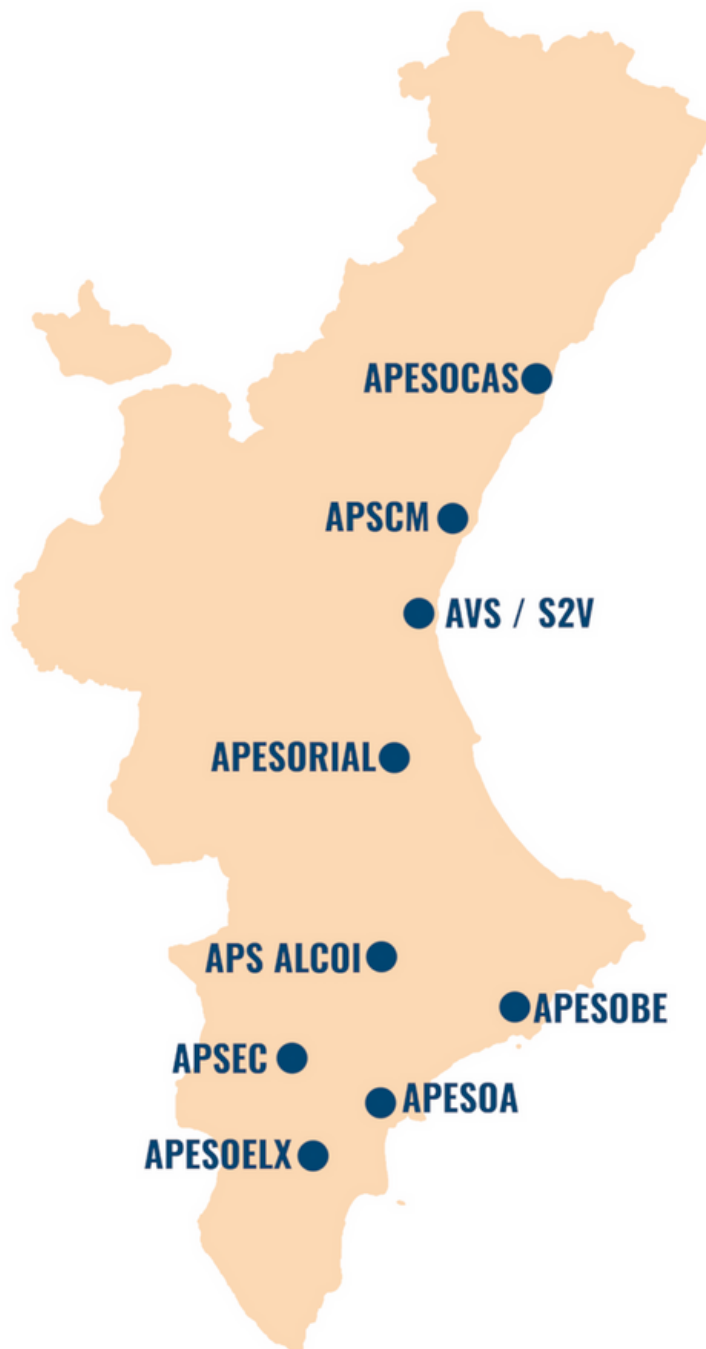 APESOCAS
APSCM
AVS / S2V
APESORIAL
APS ALCOI
APESOBE
APSEC
APESOA
APESOELX